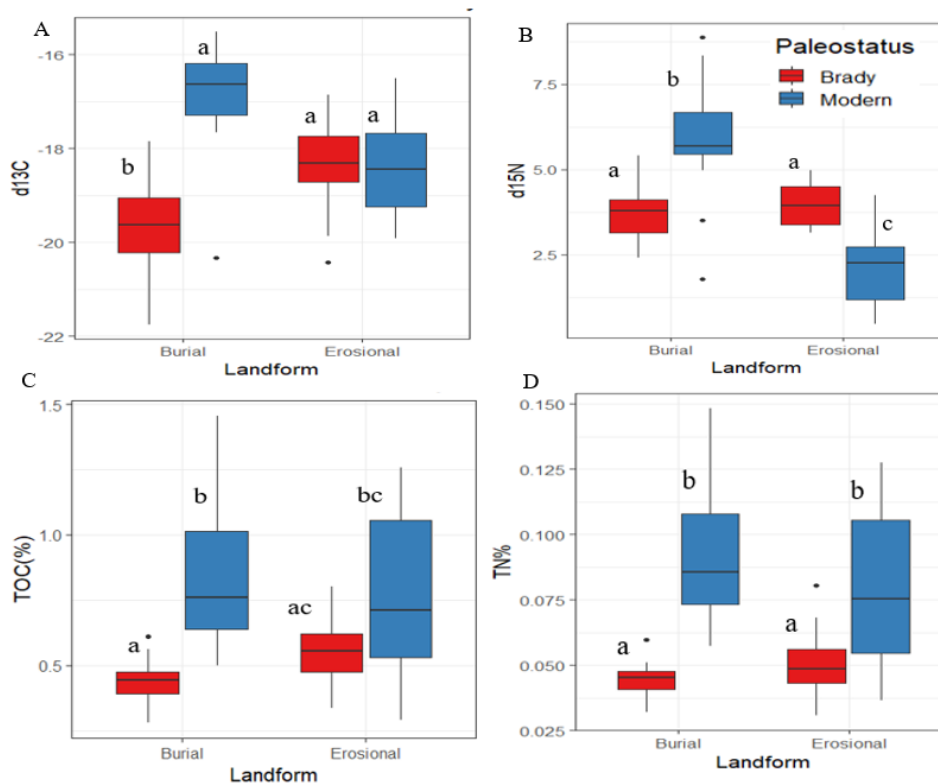 A
d13C
-16
-18
-20
-22
b
a
a
a
Burial
Erosional
Landform
B
d15N
7.5
5.0
2.5
Paleostatus
Brady
Modern
a
b
a
c
Burial
Erosional
Landform
C
TOC(%)
1.5
1.0
0.5
a
b
ac
bc
Burial
Erosional
Landform
D
TN%
0.150
0.125
0.100
0.075
0.050
0.025
a
b
a
b
Burial
Erosional
Landform